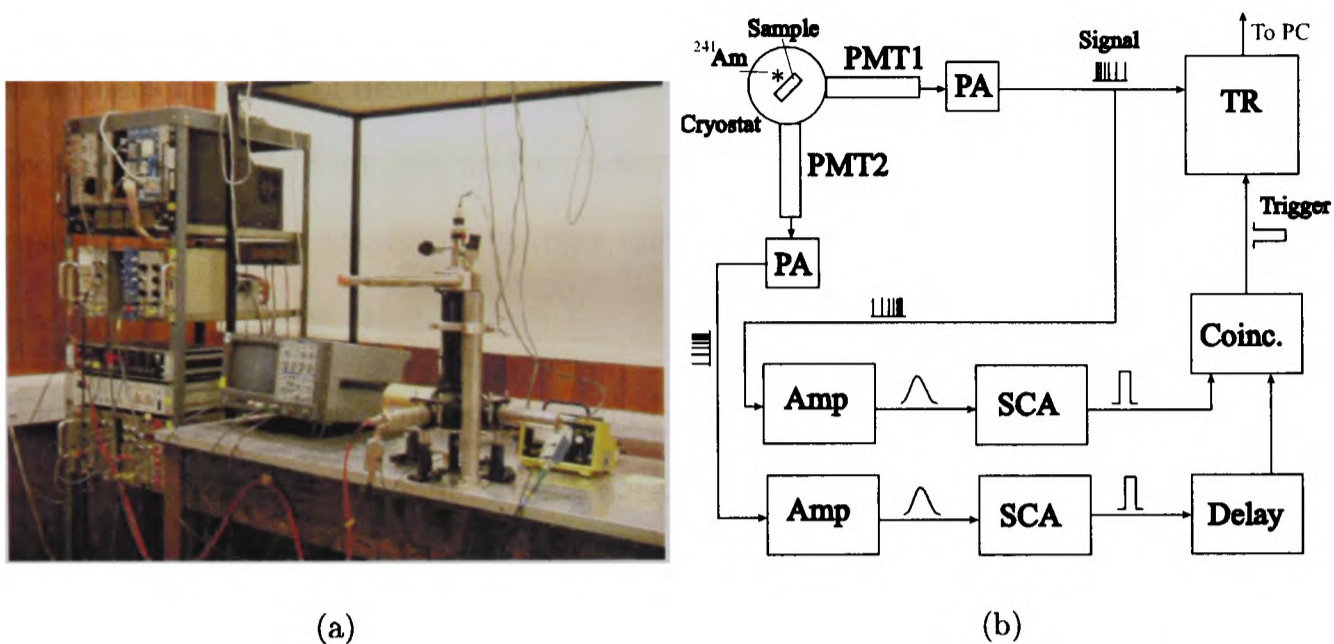 Sample
²⁴¹Am
PMT1
Signal
To PC
PA
TR
Cryostat
PMT2
PA
Trigger
Coinc.
Amp
SCA
Amp
SCA
Delay
(a)
(b)